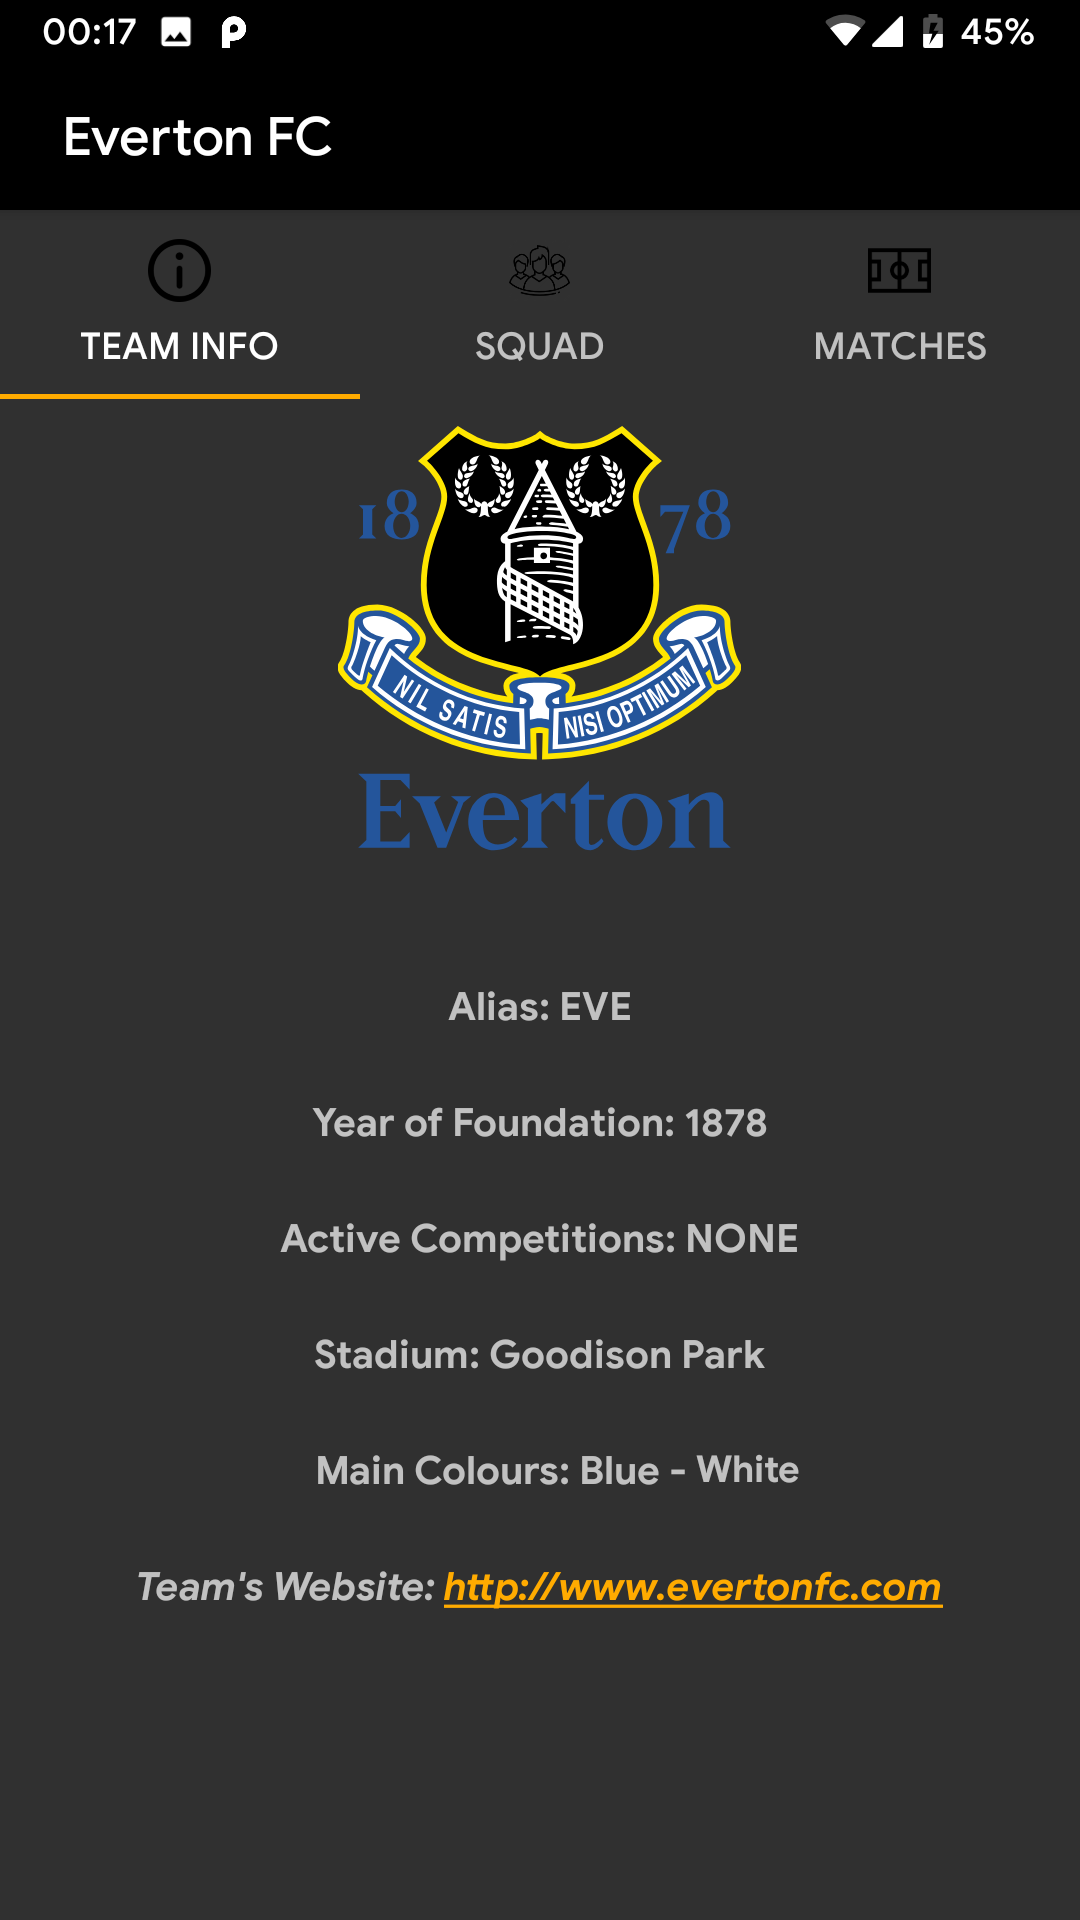 00:17 45%
Everton FC
TEAM INFO SQUAD MATCHES
18 78
NIL SATIS NISI OPTIMUM
Everton
Alias: EVE
Year of Foundation: 1878
Active Competitions: NONE
Stadium: Goodison Park
Main Colours: Blue - White
Team's Website: http://www.evertonfc.com